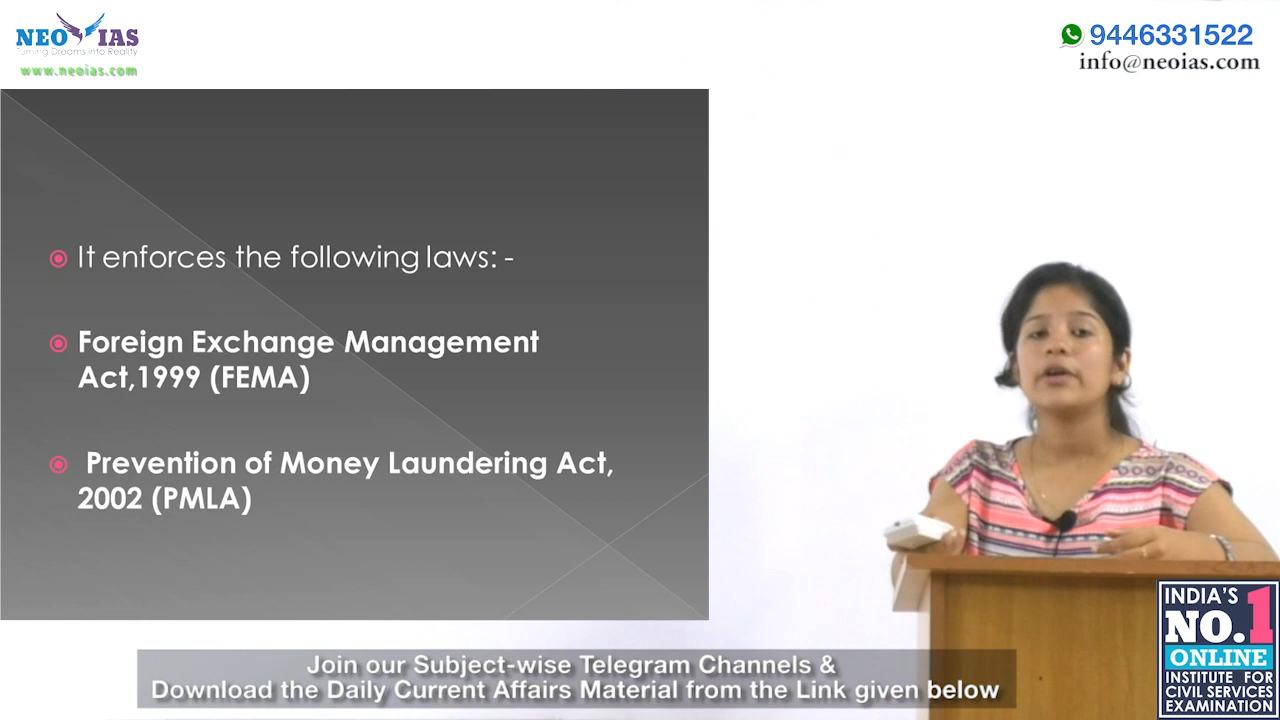 NEO IAS
Turning Dreams into Reality
www.neoias.com
9446331522
info@neoias.com
It enforces the following laws: -
Foreign Exchange Management
Act,1999 (FEMA)
Prevention of Money Laundering Act,
2002 (PMLA)
INDIA'S
NO.1
ONLINE
INSTITUTE FOR
CIVIL SERVICES
EXAMINATION
Join our Subject-wise Telegram Channels &
Download the Daily Current Affairs Material from the Link given below